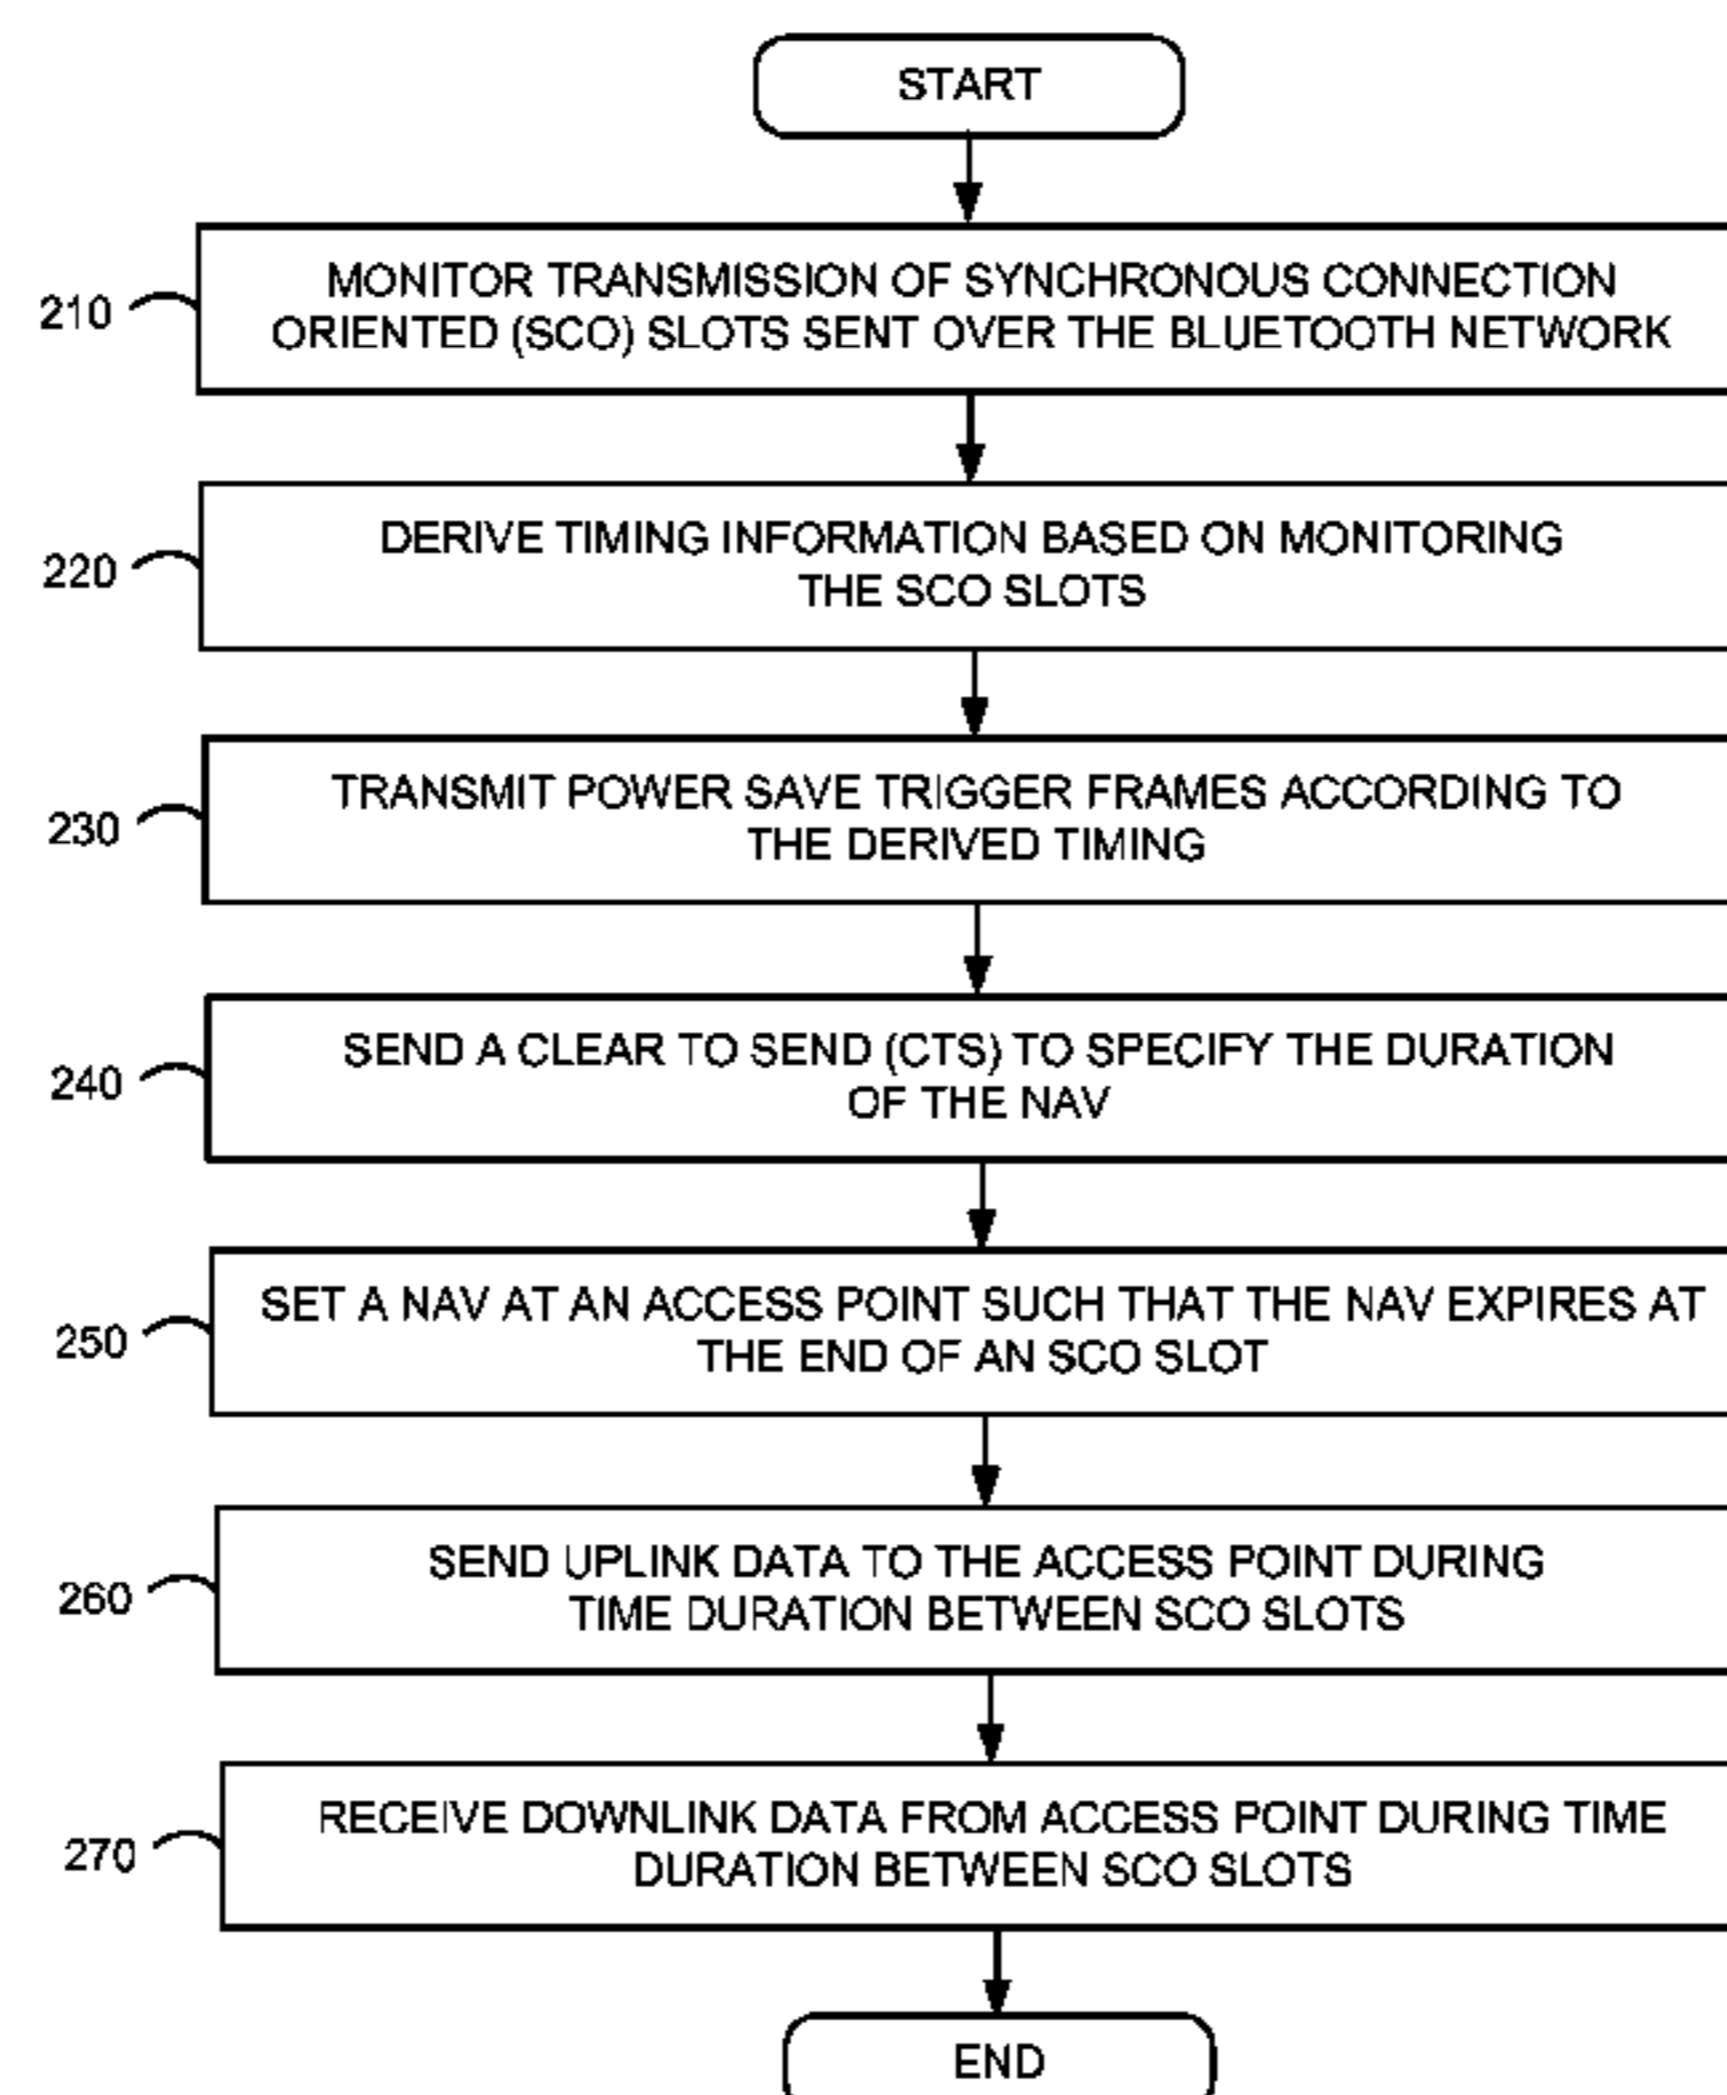 START
210
MONITOR TRANSMISSION OF SYNCHRONOUS CONNECTION
ORIENTED (SCO) SLOTS SENT OVER THE BLUETOOTH NETWORK
220
DERIVE TIMING INFORMATION BASED ON MONITORING
THE SCO SLOTS
230
TRANSMIT POWER SAVE TRIGGER FRAMES ACCORDING TO
THE DERIVED TIMING
240
SEND A CLEAR TO SEND (CTS) TO SPECIFY THE DURATION
OF THE NAV
250
SET A NAV AT AN ACCESS POINT SUCH THAT THE NAV EXPIRES AT
THE END OF AN SCO SLOT
260
SEND UPLINK DATA TO THE ACCESS POINT DURING
TIME DURATION BETWEEN SCO SLOTS
270
RECEIVE DOWNLINK DATA FROM ACCESS POINT DURING TIME
DURATION BETWEEN SCO SLOTS
END